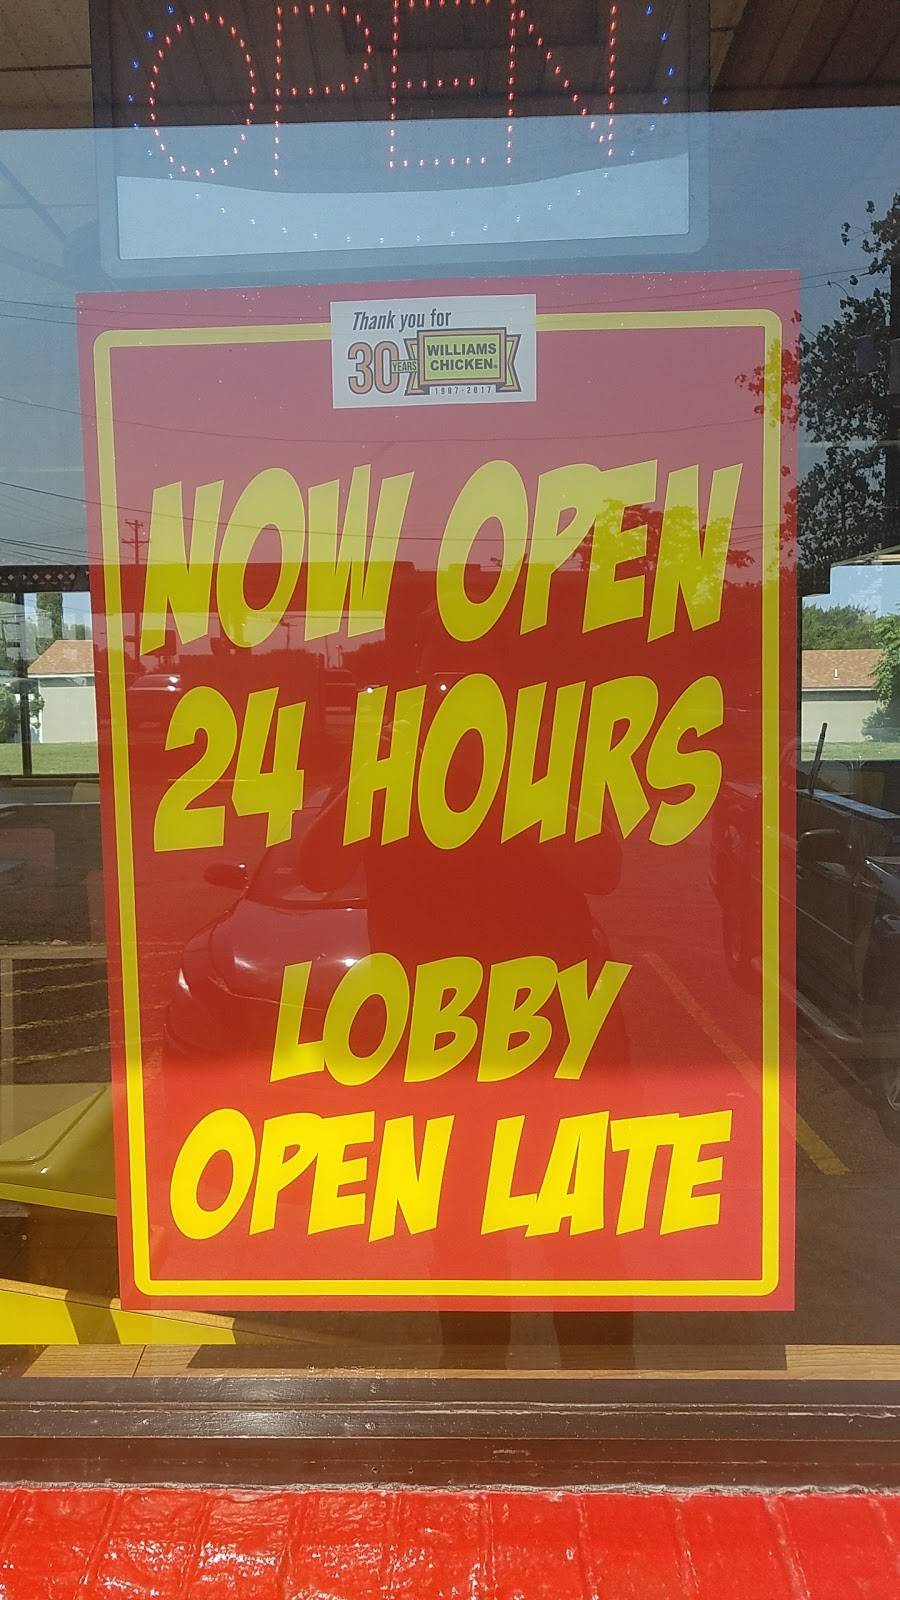 OPEN
Thank you for
30 YEARS WILLIAMS CHICKEN
1987-2017
NOW OPEN
24 HOURS
LOBBY
OPEN LATE